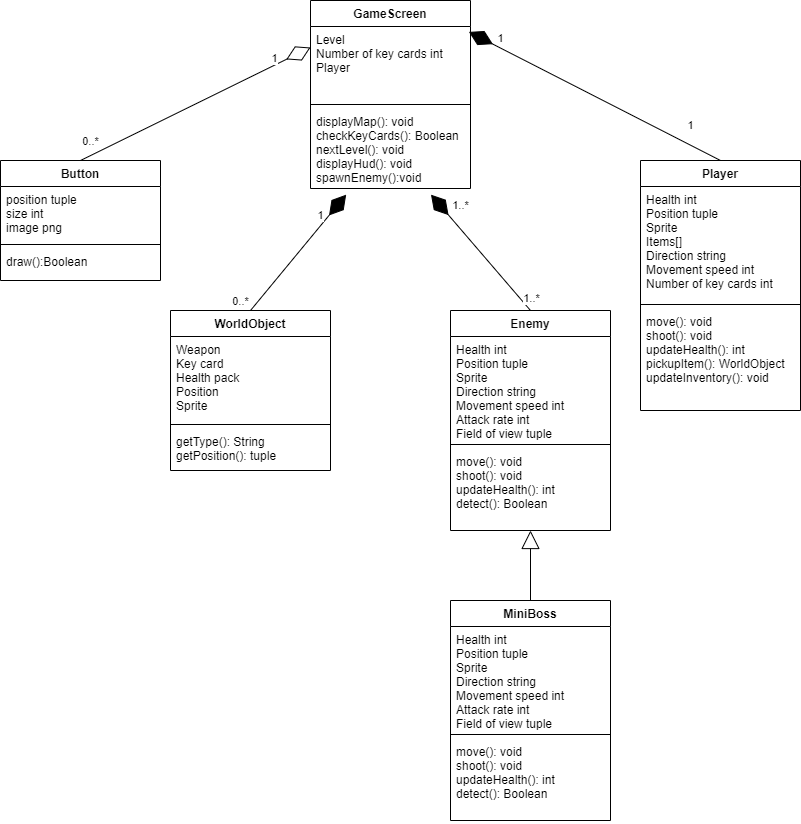 GameScreen
Level
Number of key cards int
Player
displayMap(): void
checkKeyCards(): Boolean
nextLevel(): void
displayHud(): void
spawnEnemy():void
1
1
0..*
1
Button
position tuple
size int
image png
draw():Boolean
Player
Health int
Position tuple
Sprite
Items[]
Direction string
Movement speed int
Number of key cards int
move(): void
shoot(): void
updateHealth(): int
pickupItem(): WorldObject
updateInventory(): void
1
1..*
0..*
1..*
WorldObject
Weapon
Key card
Health pack
Position
Sprite
getType(): String
getPosition(): tuple
Enemy
Health int
Position tuple
Sprite
Direction string
Movement speed int
Attack rate int
Field of view tuple
move(): void
shoot(): void
updateHealth(): int
detect(): Boolean
MiniBoss
Health int
Position tuple
Sprite
Direction string
Movement speed int
Attack rate int
Field of view tuple
move(): void
shoot(): void
updateHealth(): int
detect(): Boolean